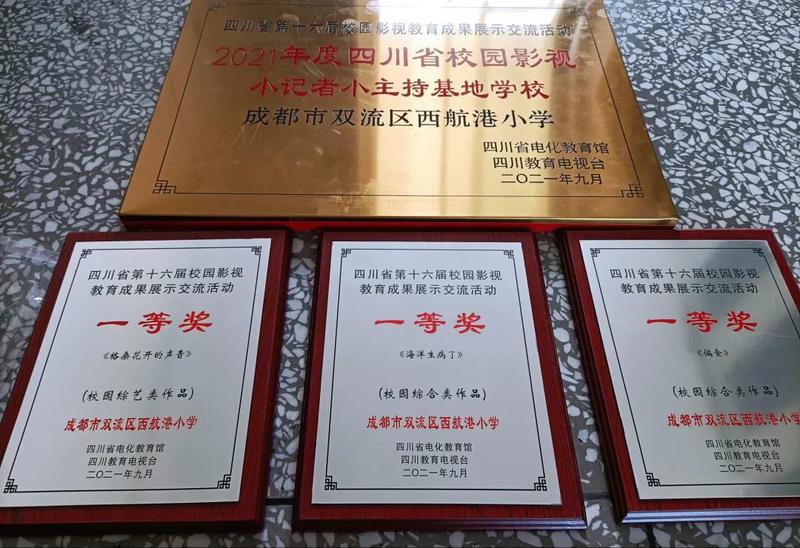 四川省第十六届校园影视教育成果展示交流活动
2021年度四川省校园影视
小记者小主持基地学校
成都市双流区西航港小学
四川省电化教育馆
四川教育电视台
二〇二一年九月
四川省第十六届校园影视
教育成果展示交流活动
一等奖
《格桑花开的声音》
(校园综艺类作品)
成都市双流区西航港小学
四川省电化教育馆
四川教育电视台
二〇二一年九月
四川省第十六届校园影视
教育成果展示交流活动
一等奖
《海洋生病了》
(校园综合类作品)
成都市双流区西航港小学
四川省电化教育馆
四川教育电视台
二〇二一年九月
四川省第十六届校园影视
教育成果展示交流活动
一等奖
《偏食》
(校园综合类作品)
成都市双流区西航港小学
四川省电化教育馆
四川教育电视台
二〇二一年九月